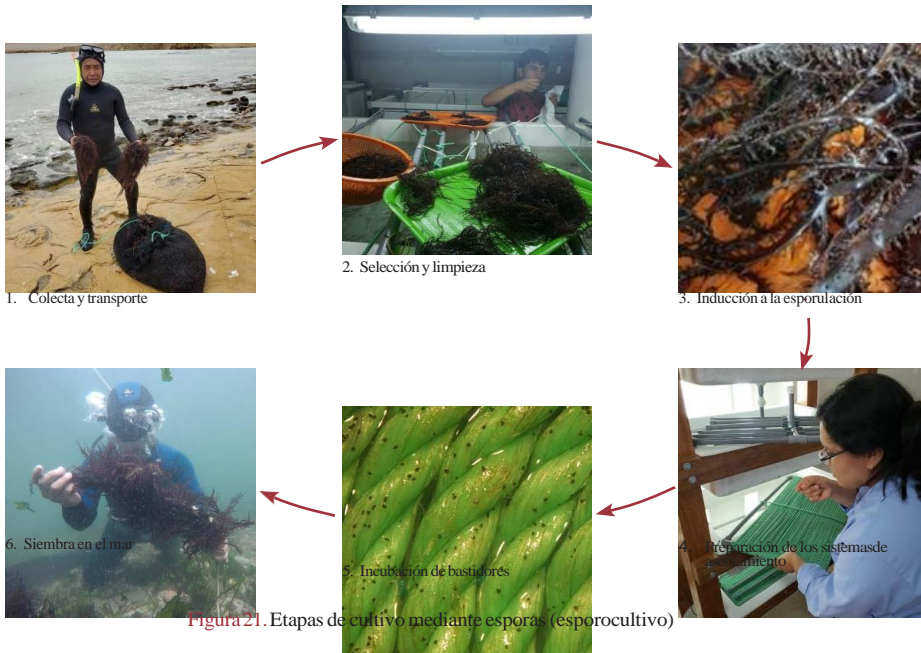 1. Colecta y transporte
2. Selección y limpieza
3. Inducción a la esporulación
4. Preparación de los sistemasde
asentamiento
5. Incubación de bastidores
6. Siembra en el mar
Figura 21. Etapas de cultivo mediante esporas (esporocultivo)